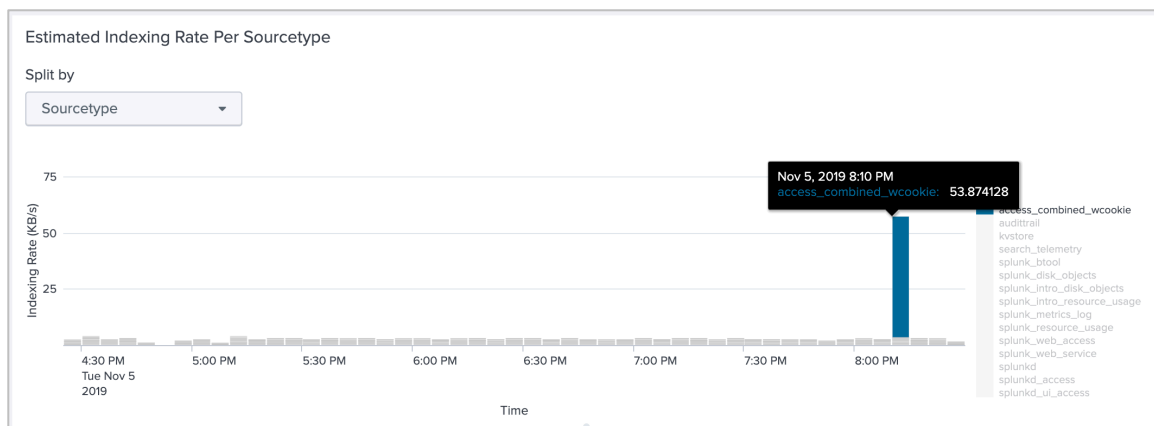 Estimated Indexing Rate Per Sourcetype
Split by
Sourcetype
Nov 5, 2019 8:10 PM
access_combined_wcookie: 53.874128
75
50
25
Indexing Rate (KB/s)
access_combined_wcookie
audittrail
kvstore
search_telemetry
splunk_btool
splunk_disk_objects
splunk_intro_disk_objects
splunk_intro_resource_usage
splunk_metrics_log
splunk_resource_usage
splunk_web_access
splunk_web_service
splunkd
splunkd_access
splunkd_ui_access
4:30 PM 5:00 PM 5:30 PM 6:00 PM 6:30 PM 7:00 PM 7:30 PM 8:00 PM
Tue Nov 5
2019
Time